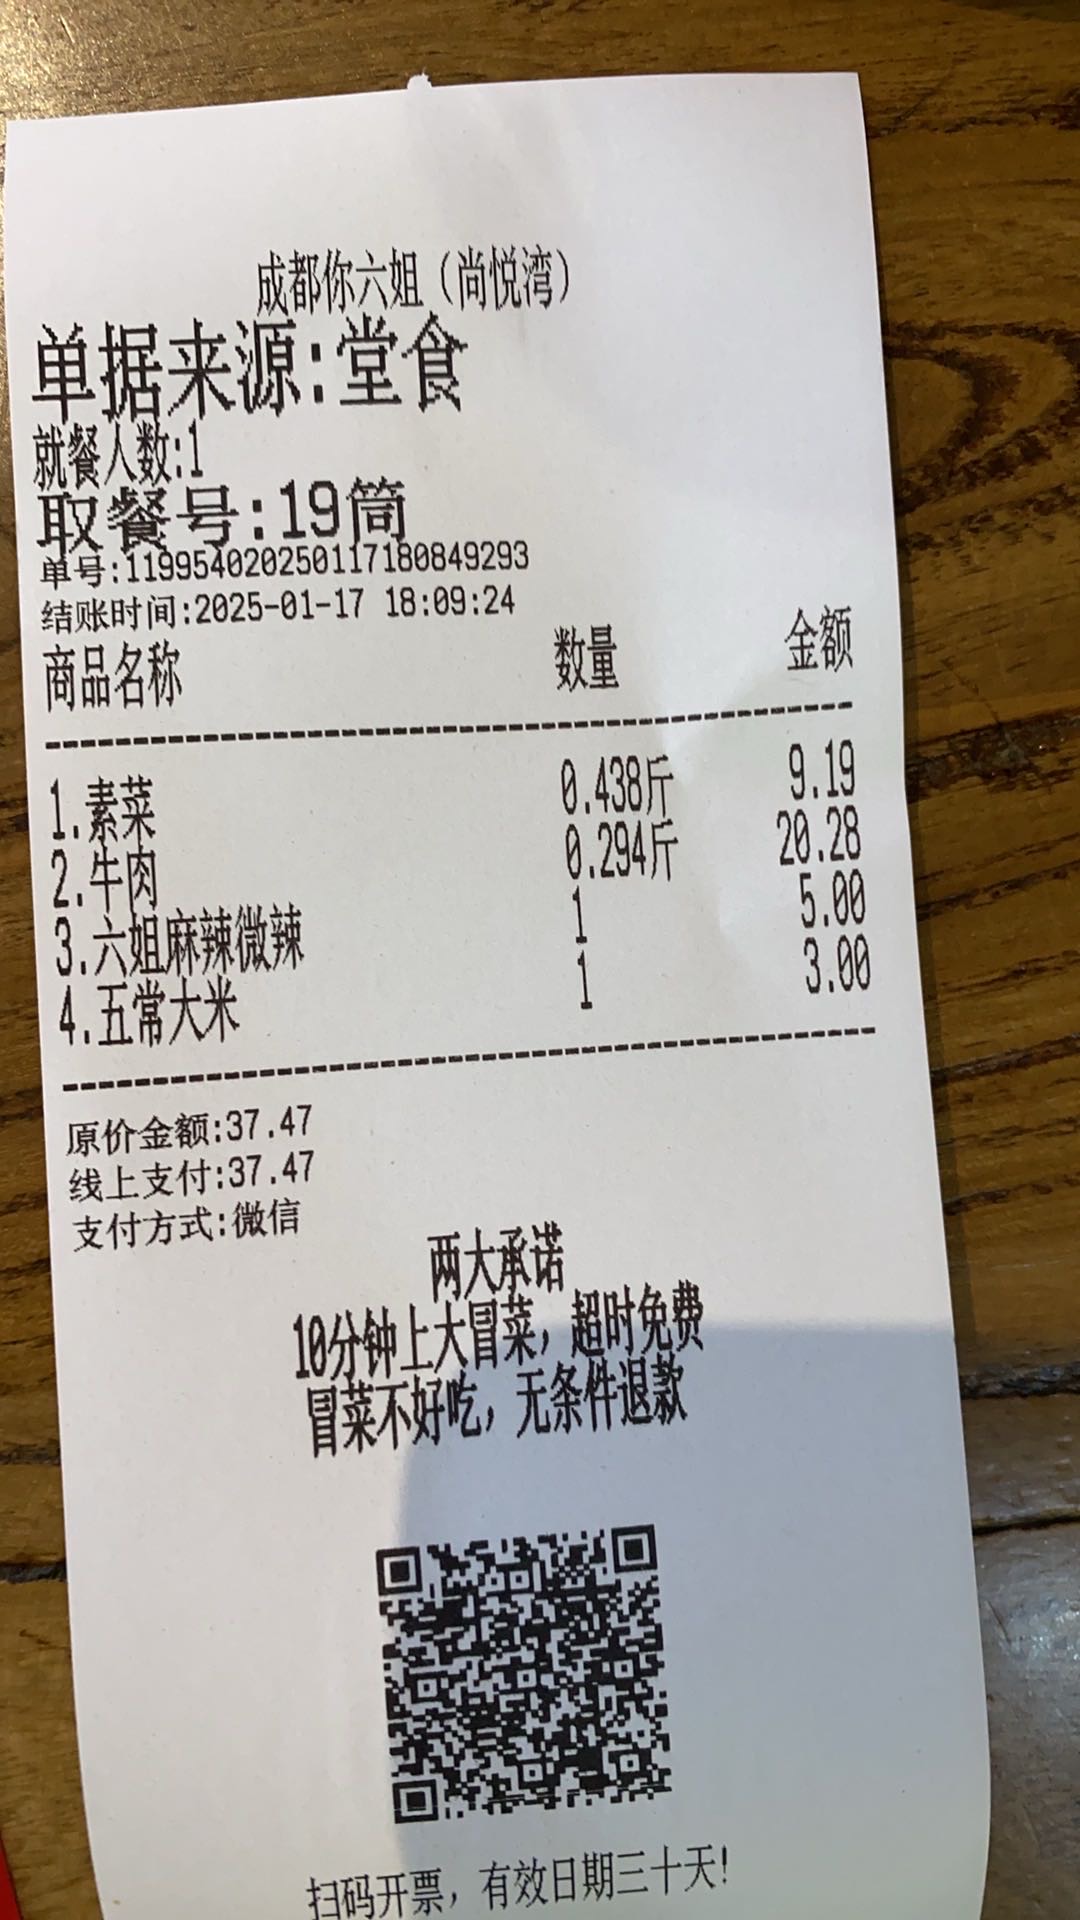 成都你六姐（尚悦湾）
单据来源:堂食
就餐人数:1
取餐号:19筒
单号:119954020250117180849293
结账时间:2025-01-17 18:09:24
商品名称 数量 金额
1.素菜 0.438斤 9.19
2.牛肉 0.294斤 20.28
3.六姐麻辣微辣 1 5.00
4.五常大米 1 3.00
原价金额:37.47
线上支付:37.47
支付方式:微信
两大承诺
10分钟上大冒菜，超时免费
冒菜不好吃，无条件退款
扫码开票，有效日期三十天!